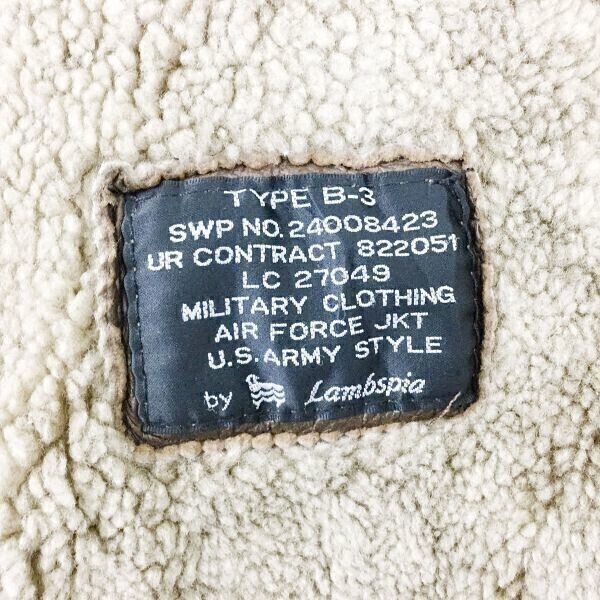 TYPE B-3
SWP NO. 24008423
UR CONTRACT 822051
LC 27049
MILITARY CLOTHING
AIR FORCE JKT
U.S. ARMY STYLE
by Lambspia